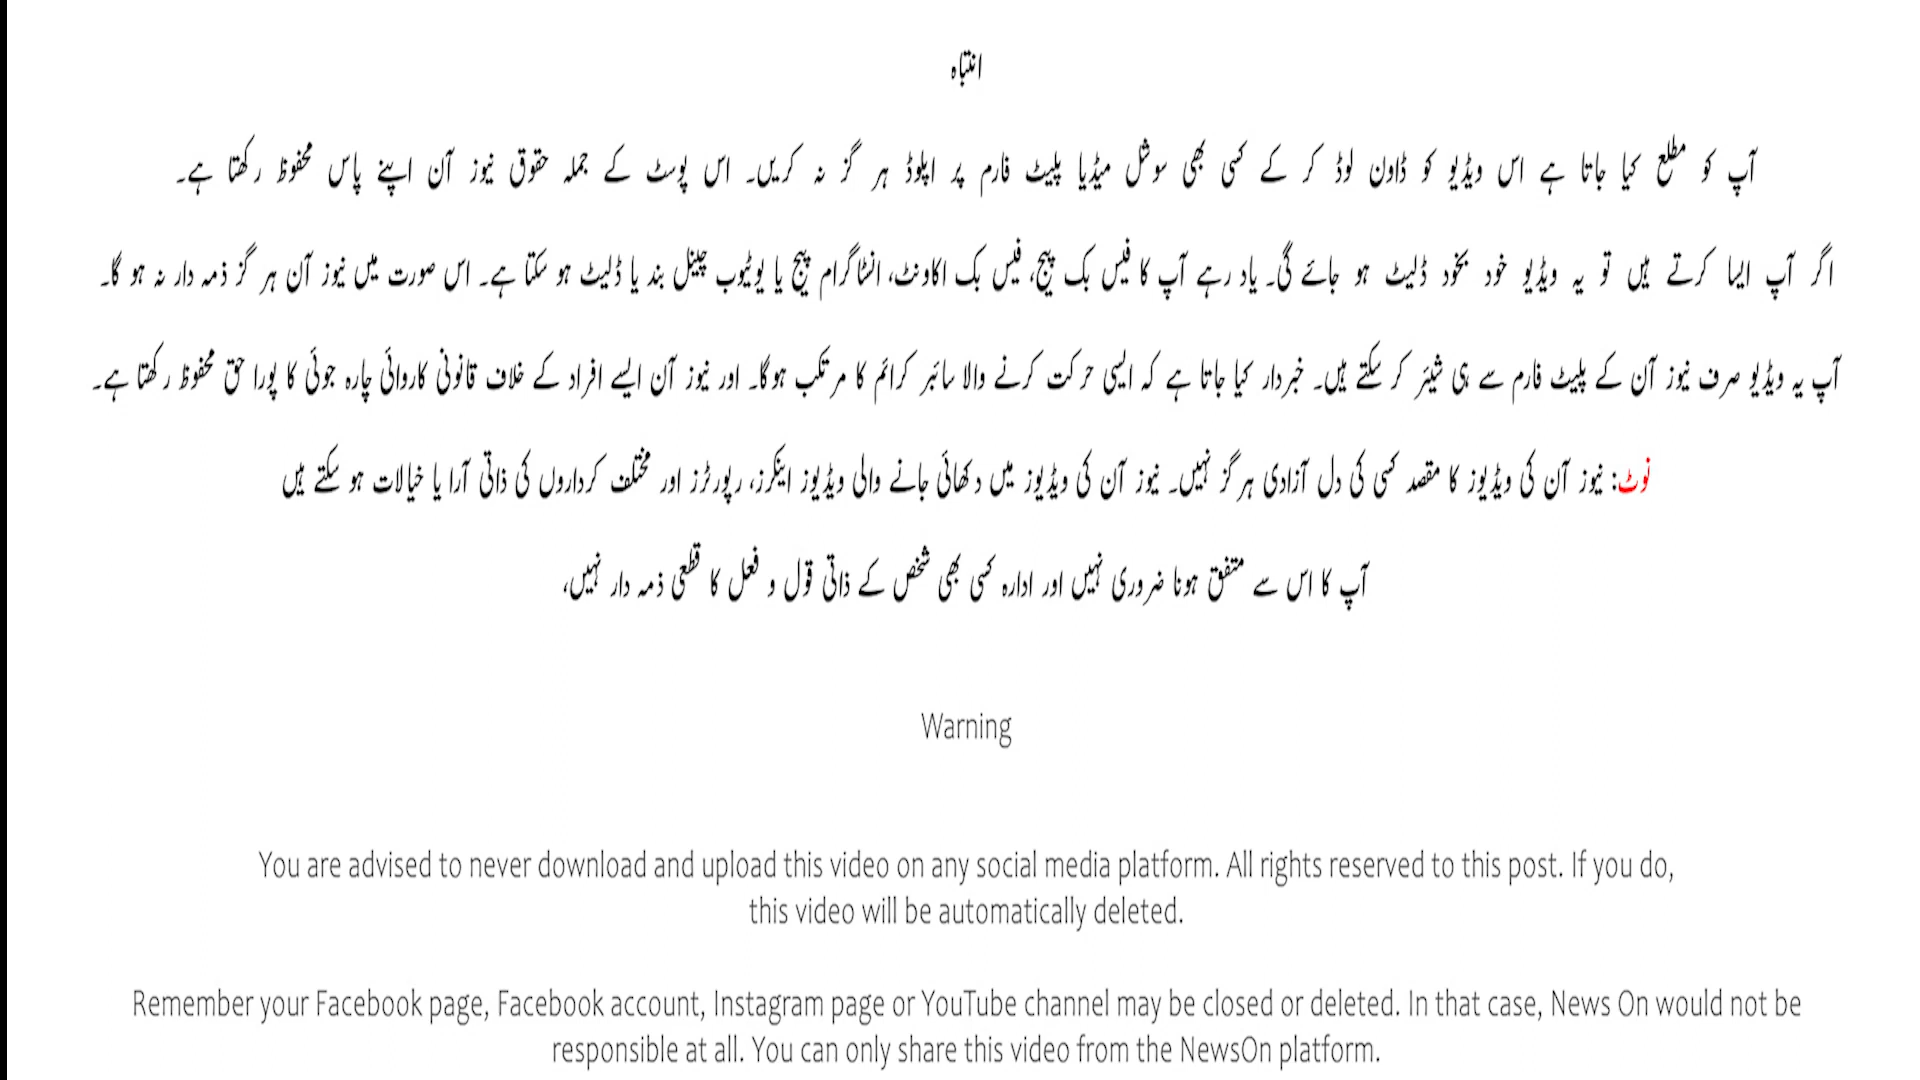 انتباہ
آپ کو مطلع کیا جاتا ہے اس ویڈیو کو ڈاون لوڈ کر کے کسی بھی سوشل میڈیا پلیٹ فارم پر اپلوڈ ہر گز نہ کریں۔ اس پوسٹ کے جملہ حقوق نیوز آن اپنے پاس محفوظ رکھتا ہے۔
اگر آپ ایسا کرتے ہیں تو یہ ویڈیو خود بخود ڈلیٹ ہو جائے گی۔ یاد رہے آپ کا فیس بک پیج، فیس بک اکاونٹ، انسٹاگرام پیج یا یوٹیوب چینل بند یا ڈلیٹ ہو سکتا ہے۔ اس صورت میں نیوز آن ہر گز ذمہ دار نہ ہو گا۔
آپ یہ ویڈیو صرف نیوز آن کے پلیٹ فارم سے ہی شیئر کر سکتے ہیں۔ خبردار کیا جاتا ہے کہ ایسی حرکت کرنے والا سائبر کرائم کا مرتکب ہوگا۔ اور نیوز آن ایسے افراد کے خلاف قانونی کاروائی چارہ جوئی کا پورا حق محفوظ رکھتا ہے۔
نوٹ: نیوز آن کی ویڈیوز کا مقصد کسی کی دل آزادی ہرگز نہیں۔ نیوز آن کی ویڈیوز میں دکھائی جانے والی ویڈیوز اینکرز، رپورٹرز اور مختلف کرداروں کی ذاتی آرا یا خیالات ہو سکتے ہیں
آپ کا اس سے متفق ہونا ضروری نہیں اور ادارہ کسی بھی شخص کے ذاتی قول و فعل کا قطعی ذمہ دار نہیں،
Warning
You are advised to never download and upload this video on any social media platform. All rights reserved to this post. If you do,
this video will be automatically deleted.
Remember your Facebook page, Facebook account, Instagram page or YouTube channel may be closed or deleted. In that case, News On would not be
responsible at all. You can only share this video from the NewsOn platform.